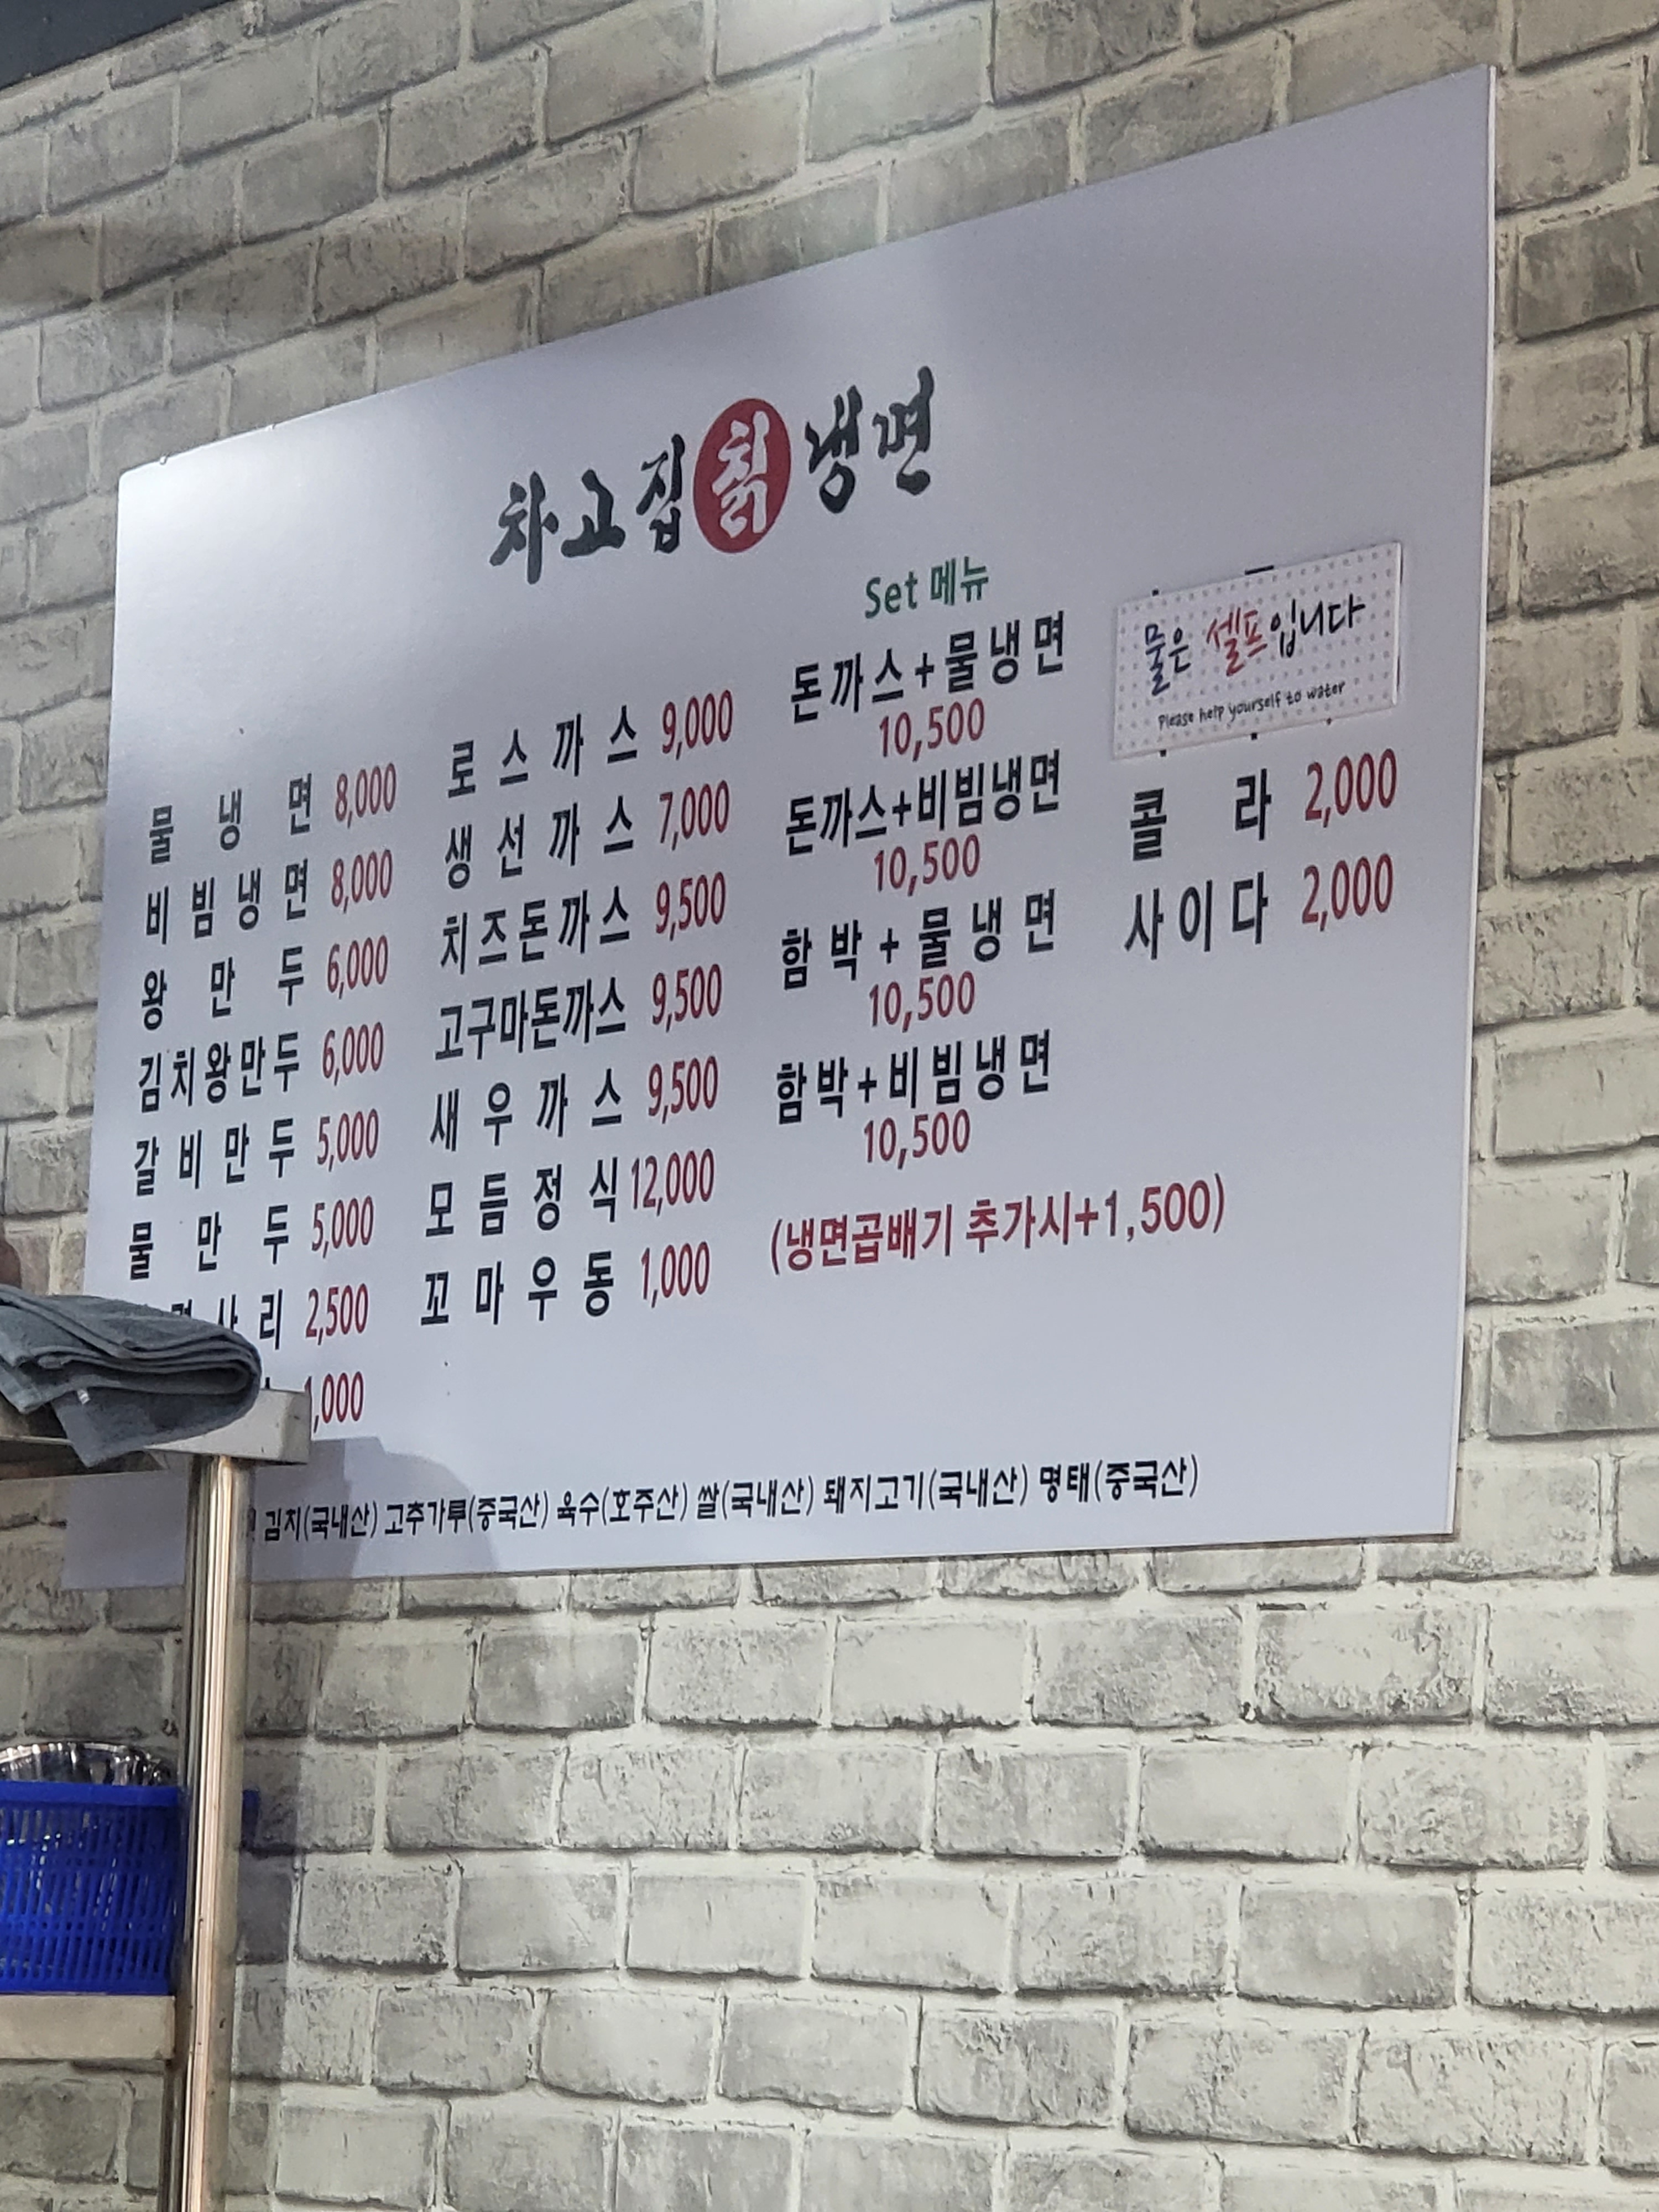 차고집칡냉면
물냉면 8,000
비빔냉면 8,000
왕만두 6,000
김치왕만두 6,000
갈비만두 5,000
물만두 5,000
사리 2,500
,000
로스까스 9,000
생선까스 7,000
치즈돈까스 9,500
고구마돈까스 9,500
새우까스 9,500
모듬정식 12,000
꼬마우동 1,000
Set 메뉴
돈까스+물냉면
10,500
돈까스+비빔냉면
10,500
함박+물냉면
10,500
함박+비빔냉면
10,500
(냉면곱배기 추가시+1,500)
물은 셀프입니다
Please help yourself to water
콜라 2,000
사이다 2,000
김치(국내산) 고추가루(중국산) 육수(호주산) 쌀(국내산) 돼지고기(국내산) 명태(중국산)